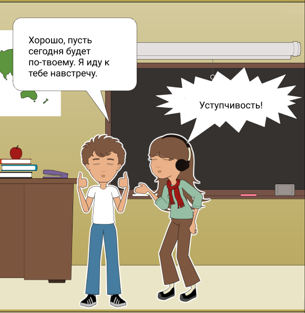 Хорошо, пусть
сегодня будет
по-твоему. Я иду к
тебе навстречу.
Уступчивость!